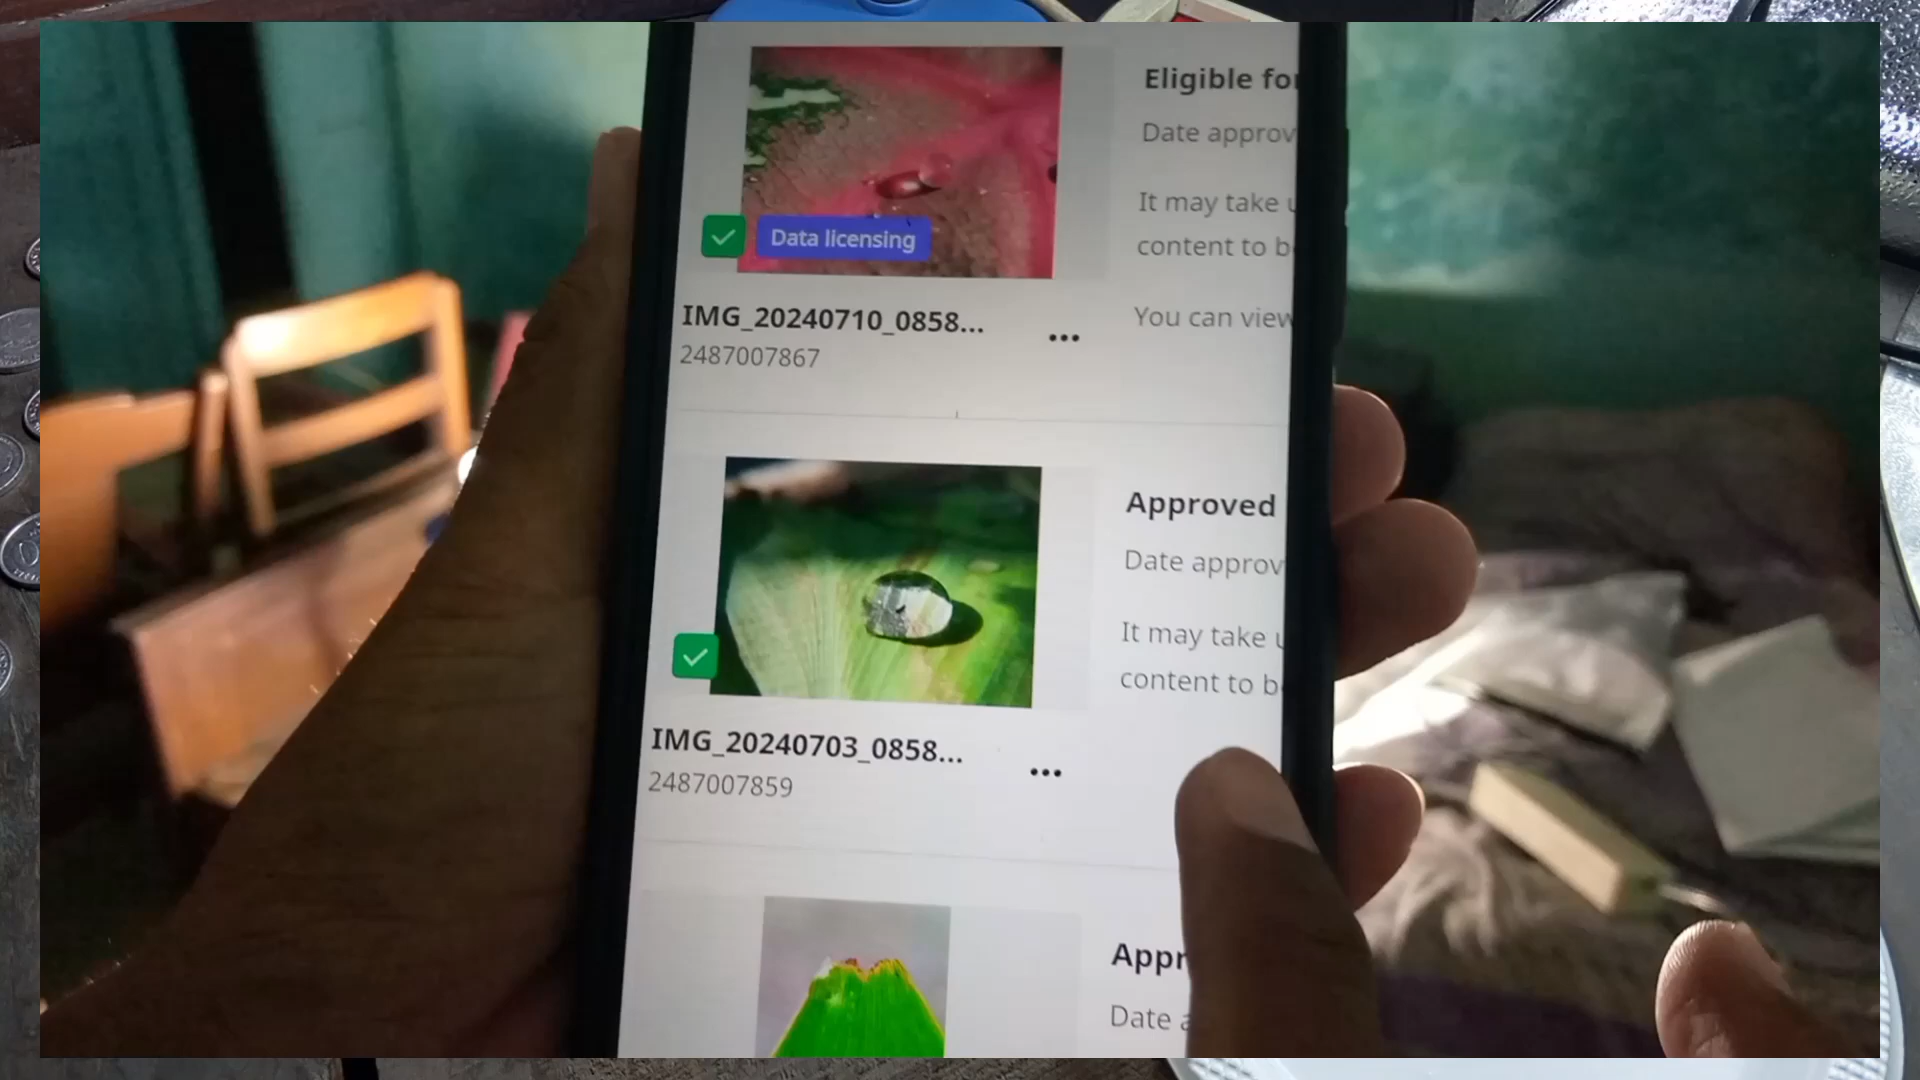 Eligible for
Date approv
It may take u
content to b
You can view
Data licensing
IMG_20240710_0858...
2487007867
Approved
Date approv
It may take u
content to b
IMG_20240703_0858...
2487007859
Appr
Date a